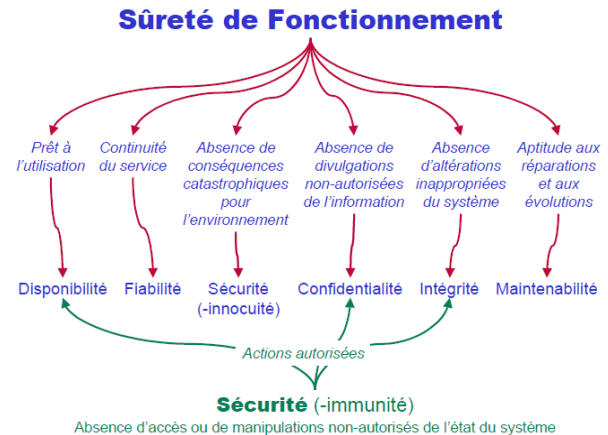 Sûreté de Fonctionnement
Prêt à
l'utilisation
Continuité
du service
Absence de
conséquences
catastrophiques
pour
l'environnement
Absence de
divulgations
non-autorisées
de l'information
Absence
d'altérations
inappropriées
du système
Aptitude aux
réparations
et aux
évolutions
Disponibilité
Fiabilité
Sécurité
(-innocuité)
Confidentialité
Intégrité
Maintenabilité
Actions autorisées
Sécurité (-immunité)
Absence d'accès ou de manipulations non-autorisés de l'état du système